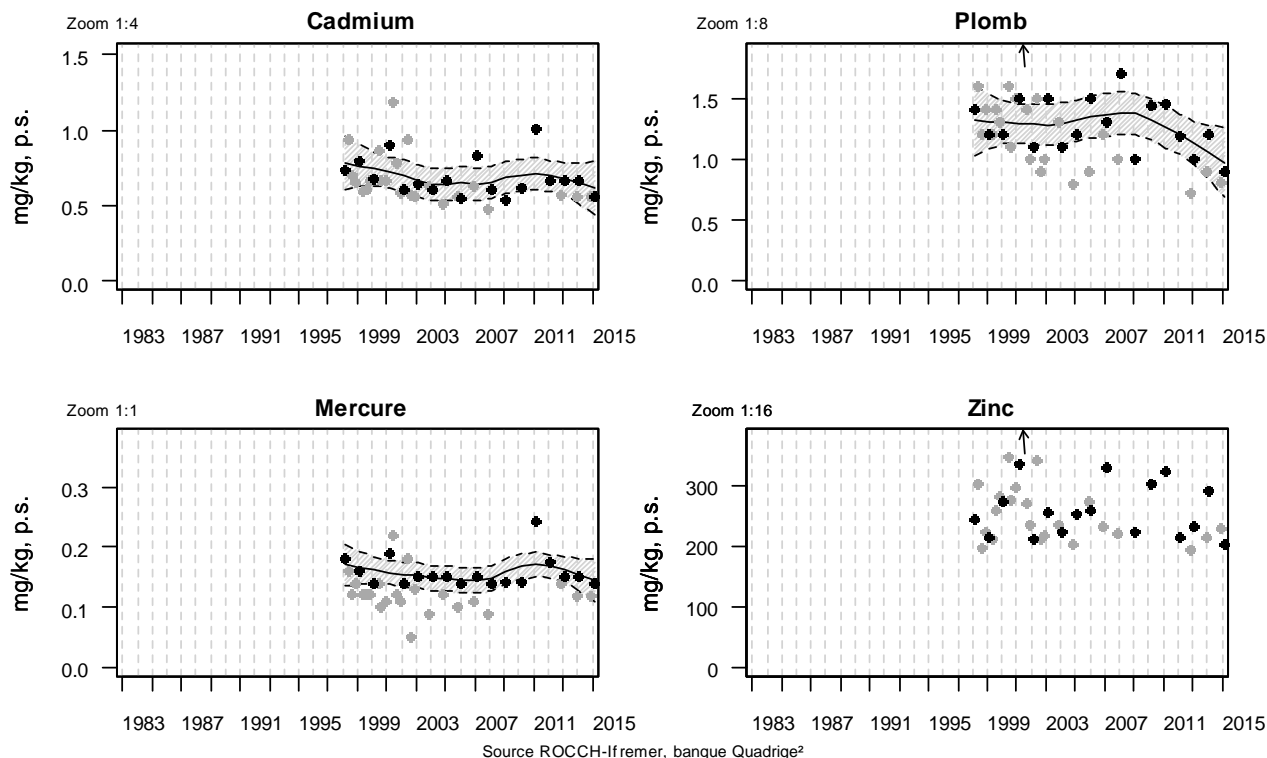 Zoom 1:4
Cadmium
mg/kg, p.s.
1.5
1.0
0.5
0.0
1983 1987 1991 1995 1999 2003 2007 2011 2015
Zoom 1:8
Plomb
mg/kg, p.s.
1.5
1.0
0.5
0.0
1983 1987 1991 1995 1999 2003 2007 2011 2015
Zoom 1:1
Mercure
mg/kg, p.s.
0.3
0.2
0.1
0.0
1983 1987 1991 1995 1999 2003 2007 2011 2015
Zoom 1:16
Zinc
mg/kg, p.s.
300
200
100
0
1983 1987 1991 1995 1999 2003 2007 2011 2015
Source ROCCH-Ifremer, banque Quadrige²